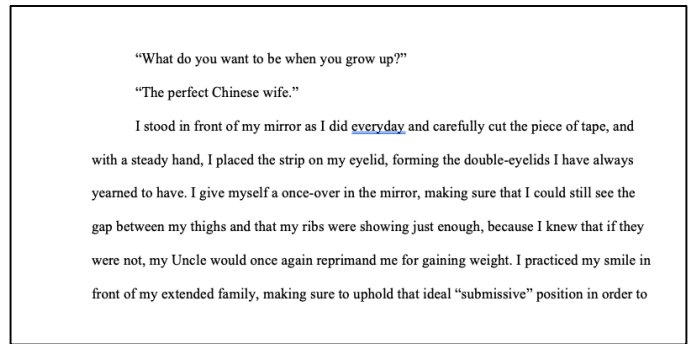 “What do you want to be when you grow up?”
“The perfect Chinese wife.”
I stood in front of my mirror as I did everyday and carefully cut the piece of tape, and
with a steady hand, I placed the strip on my eyelid, forming the double-eyelids I have always
yearned to have. I give myself a once-over in the mirror, making sure that I could still see the
gap between my thighs and that my ribs were showing just enough, because I knew that if they
were not, my Uncle would once again reprimand me for gaining weight. I practiced my smile in
front of my extended family, making sure to uphold that ideal “submissive” position in order to